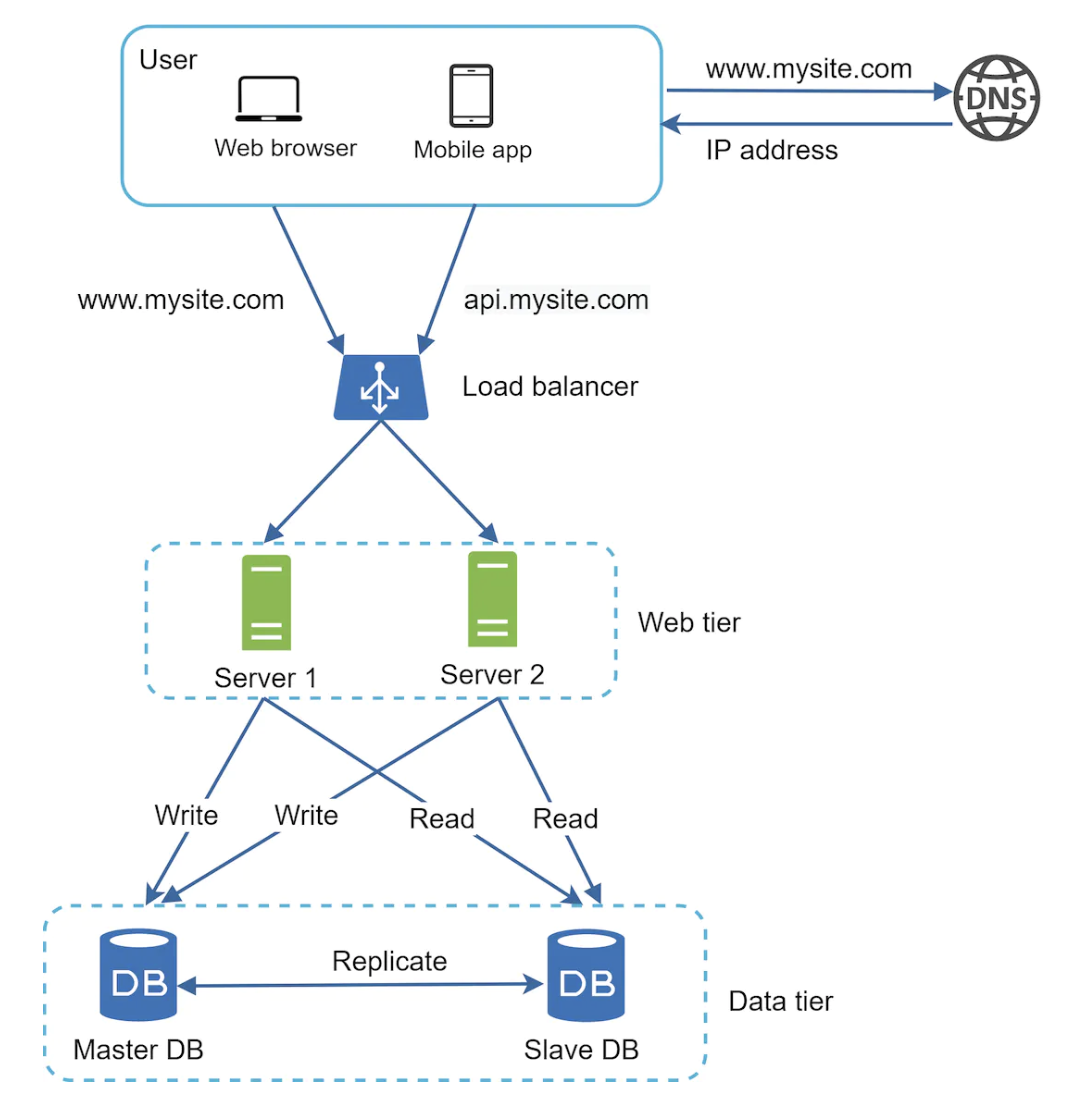 User
www.mysite.com
DNS
Web browser
Mobile app
IP address
www.mysite.com
api.mysite.com
Load balancer
Web tier
Server 1
Server 2
Write
Write
Read
Read
Replicate
DB
DB
Data tier
Master DB
Slave DB